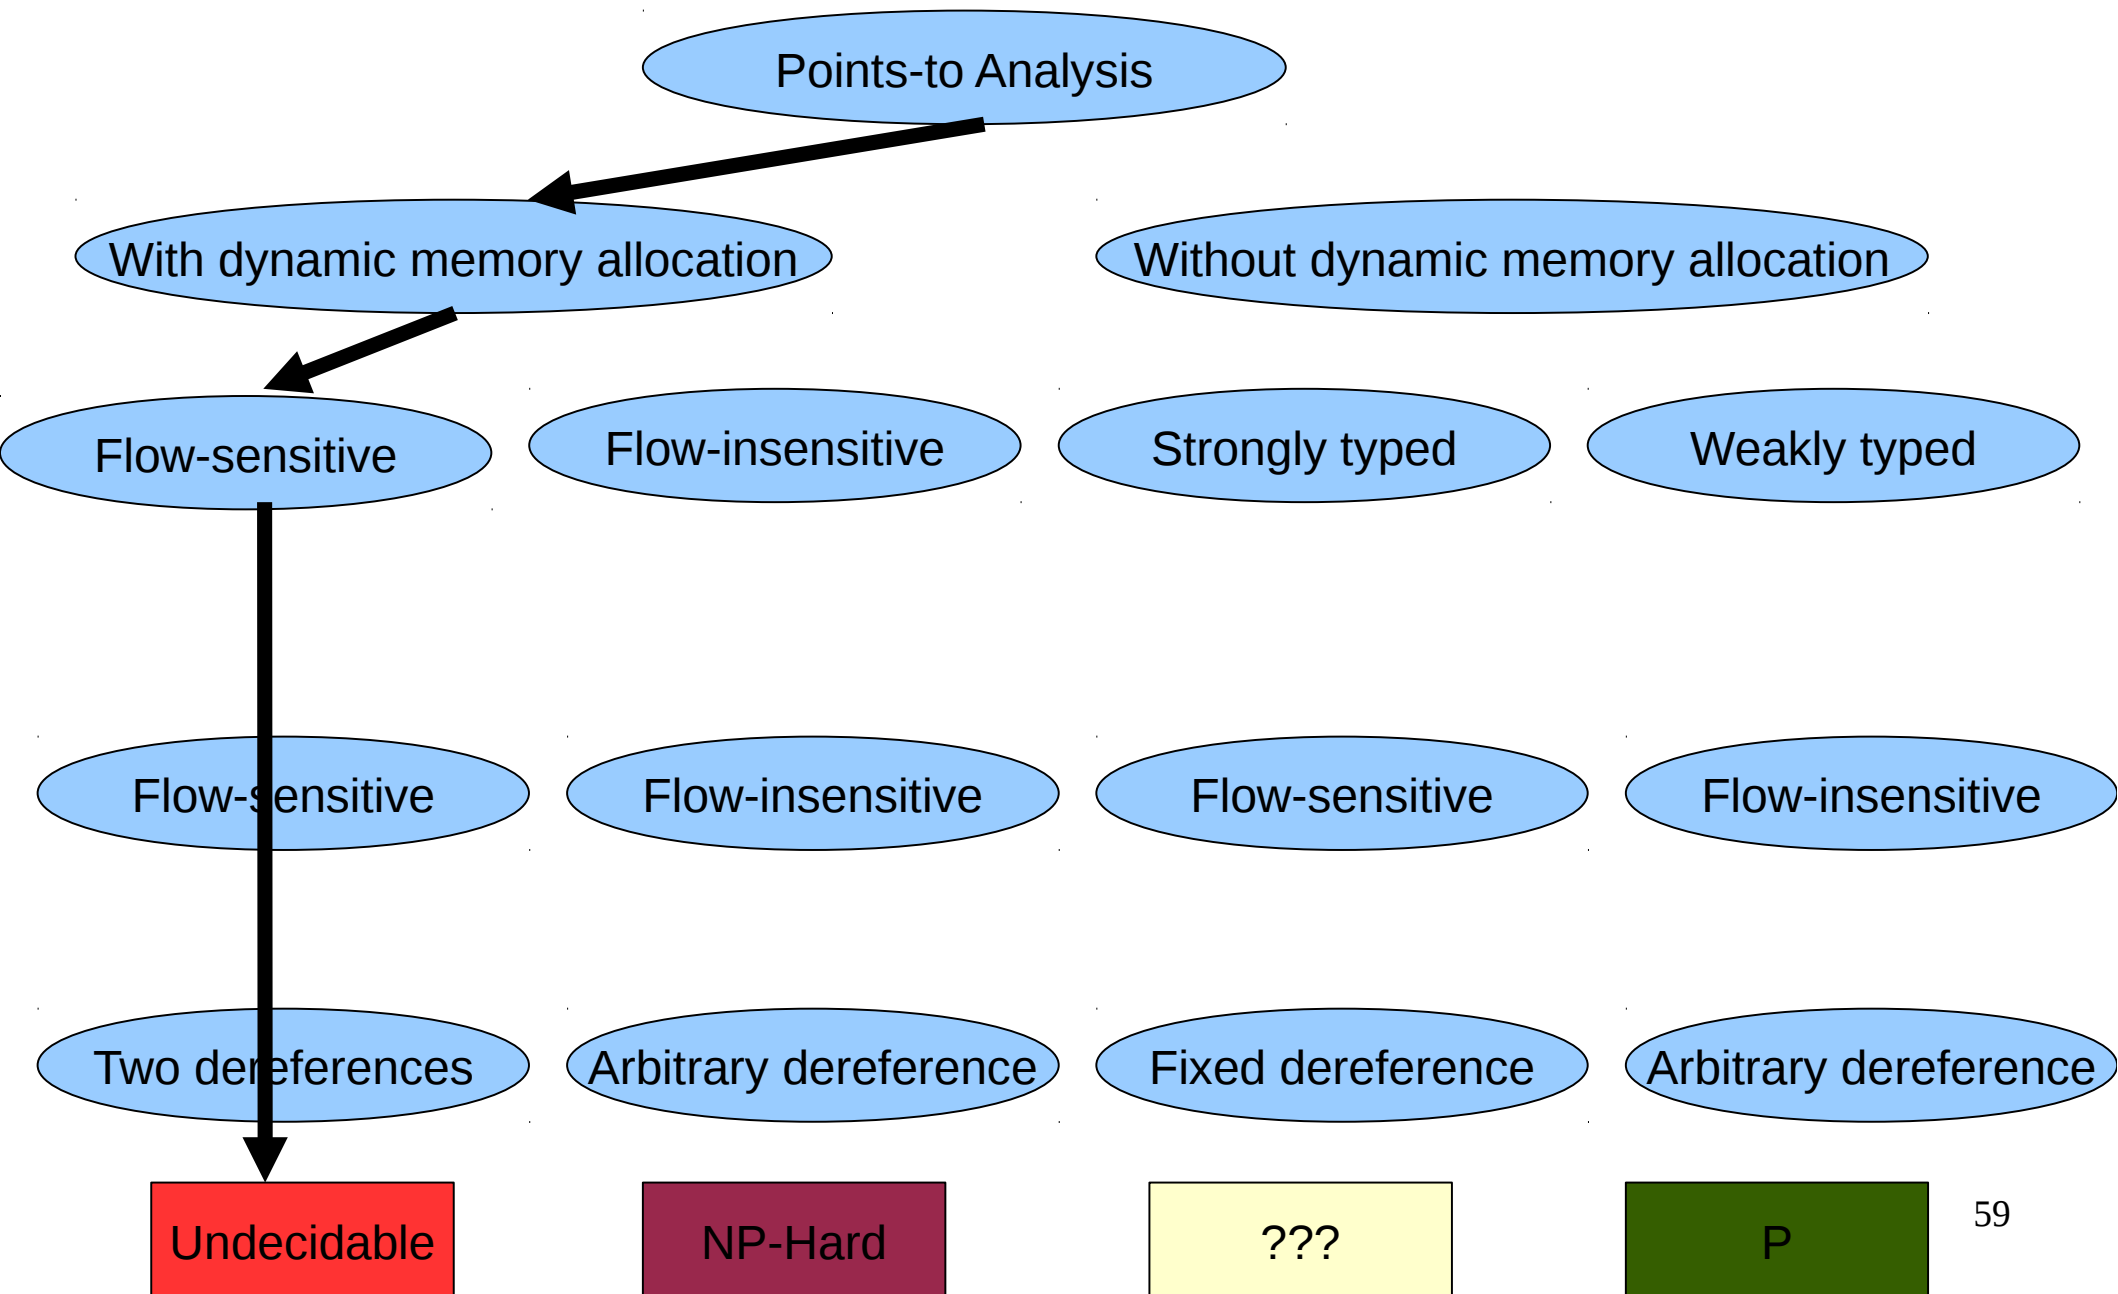 Points-to Analysis
With dynamic memory allocation
Without dynamic memory allocation
Flow-sensitive
Flow-insensitive
Strongly typed
Weakly typed
Flow-sensitive
Flow-insensitive
Flow-sensitive
Flow-insensitive
Two dereferences
Arbitrary dereference
Fixed dereference
Arbitrary dereference
Undecidable
NP-Hard
???
P
59